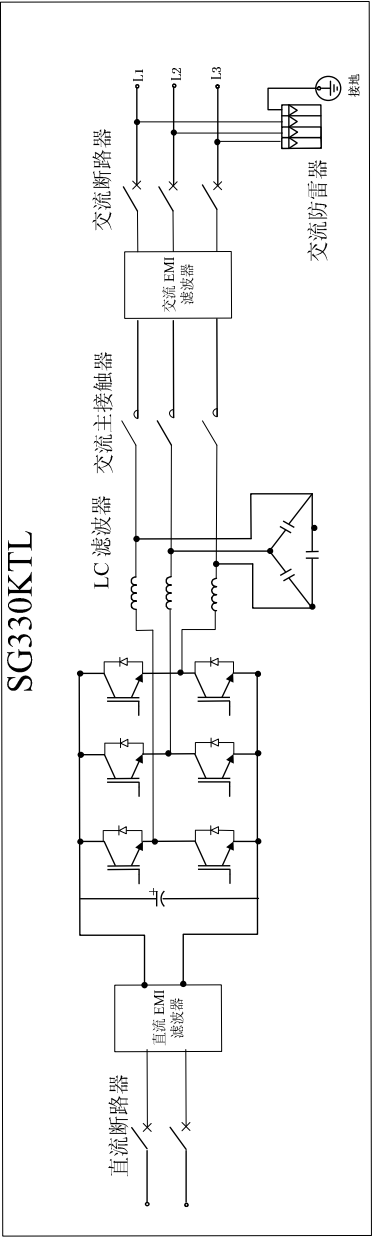 SG330KTL
直流断路器
直流 EMI
滤波器
+
LC 滤波器
交流主接触器
交流 EMI
滤波器
交流断路器
L1
L2
L3
交流防雷器
接地